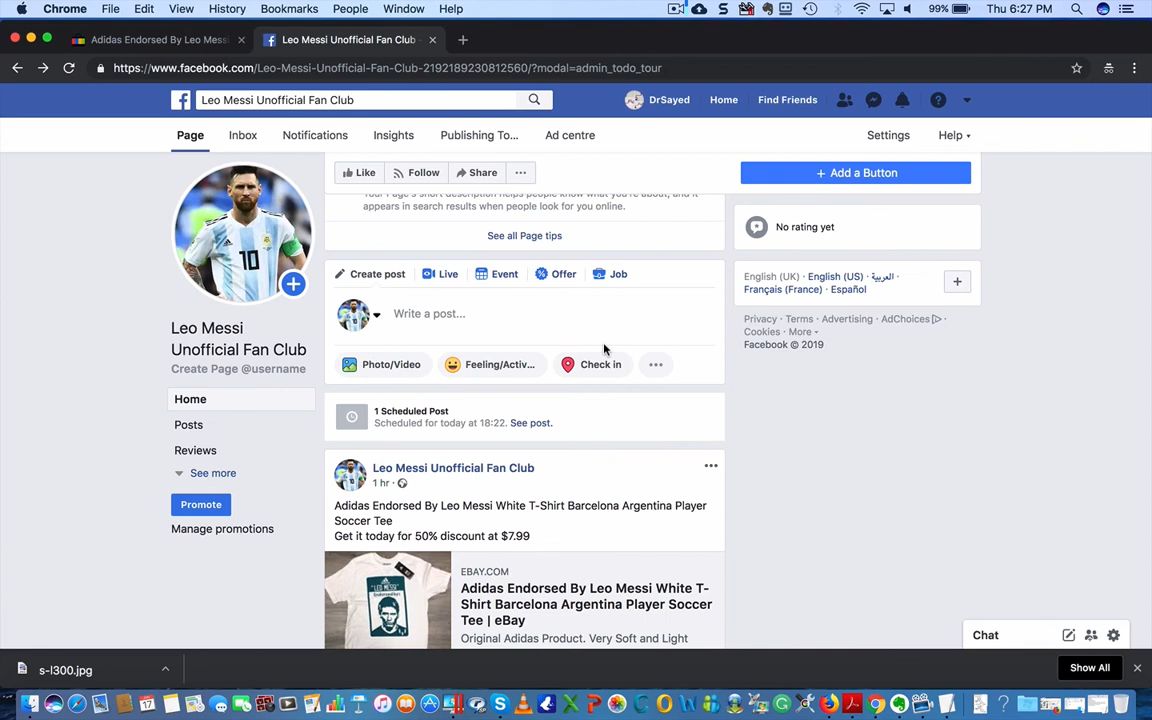 Chrome File Edit View History Bookmarks People Window Help 99% Thu 6:27 PM
Adidas Endorsed By Leo Messi
Leo Messi Unofficial Fan Club
https://www.facebook.com/Leo-Messi-Unofficial-Fan-Club-2192189230812560/?modal=admin_todo_tour
Leo Messi Unofficial Fan Club
DrSayed Home Find Friends
Page Inbox Notifications Insights Publishing To... Ad centre Settings Help
Like Follow Share ... + Add a Button
Your Page's short description helps people know what you're about, and it
appears in search results when people look for you online.
See all Page tips
No rating yet
Create post Live Event Offer Job
Write a post...
Photo/Video Feeling/Activ... Check in ...
English (UK) · English (US) · العربية ·
Français (France) · Español
Privacy · Terms · Advertising · AdChoices ·
Cookies · More
Facebook © 2019
10
Leo Messi
Unofficial Fan Club
Create Page @username
Home
Posts
Reviews
See more
Promote
Manage promotions
1 Scheduled Post
Scheduled for today at 18:22. See post.
Leo Messi Unofficial Fan Club
1 hr ·
Adidas Endorsed By Leo Messi White T-Shirt Barcelona Argentina Player
Soccer Tee
Get it today for 50% discount at $7.99
EBAY.COM
Adidas Endorsed By Leo Messi White T-
Shirt Barcelona Argentina Player Soccer
Tee | eBay
Original Adidas Product. Very Soft and Light
Chat
s-l300.jpg
Show All
17